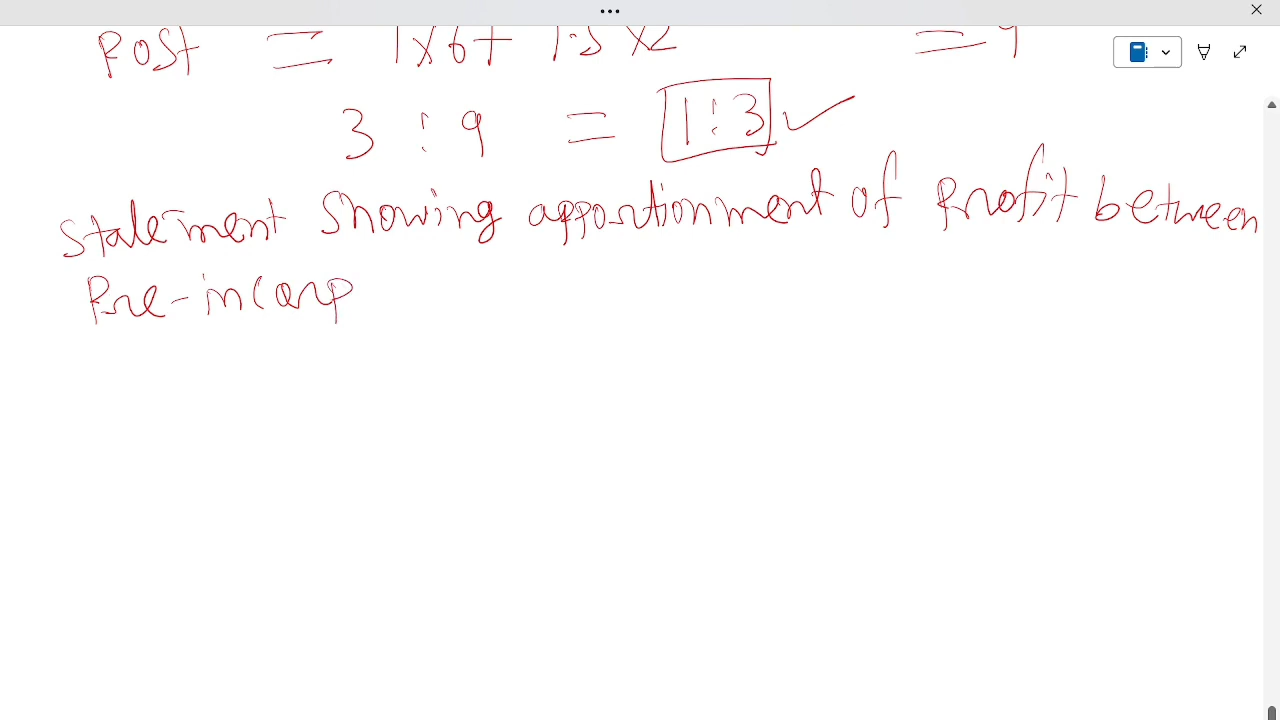 Post = 1x6+ 1.5x2 = 9
3 : 9 = 1:3
Statement Showing apportionment of Profit between
Pre-incorp